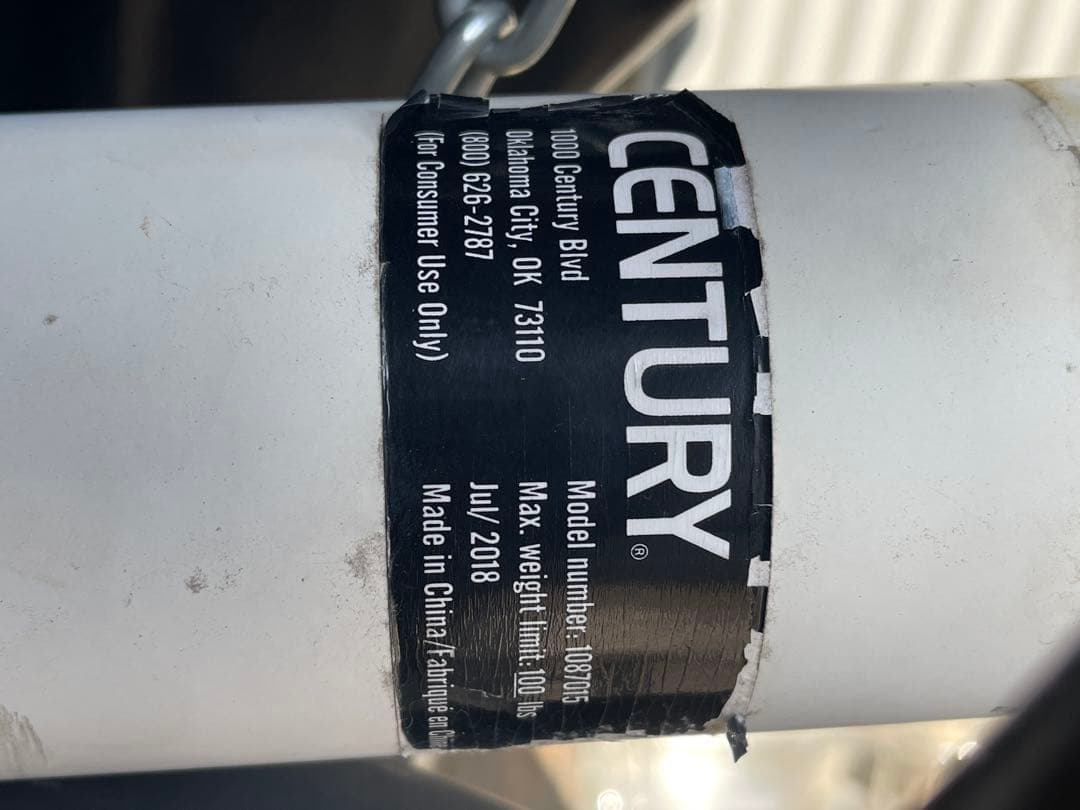 CENTURY®
1000 Century Blvd
Oklahoma City, OK 73110
(800) 626-2787
(For Consumer Use Only)
Model number: 1087015
Max. weight limit: 100 lbs
Jul/ 2018
Made in China/Fabriqué en